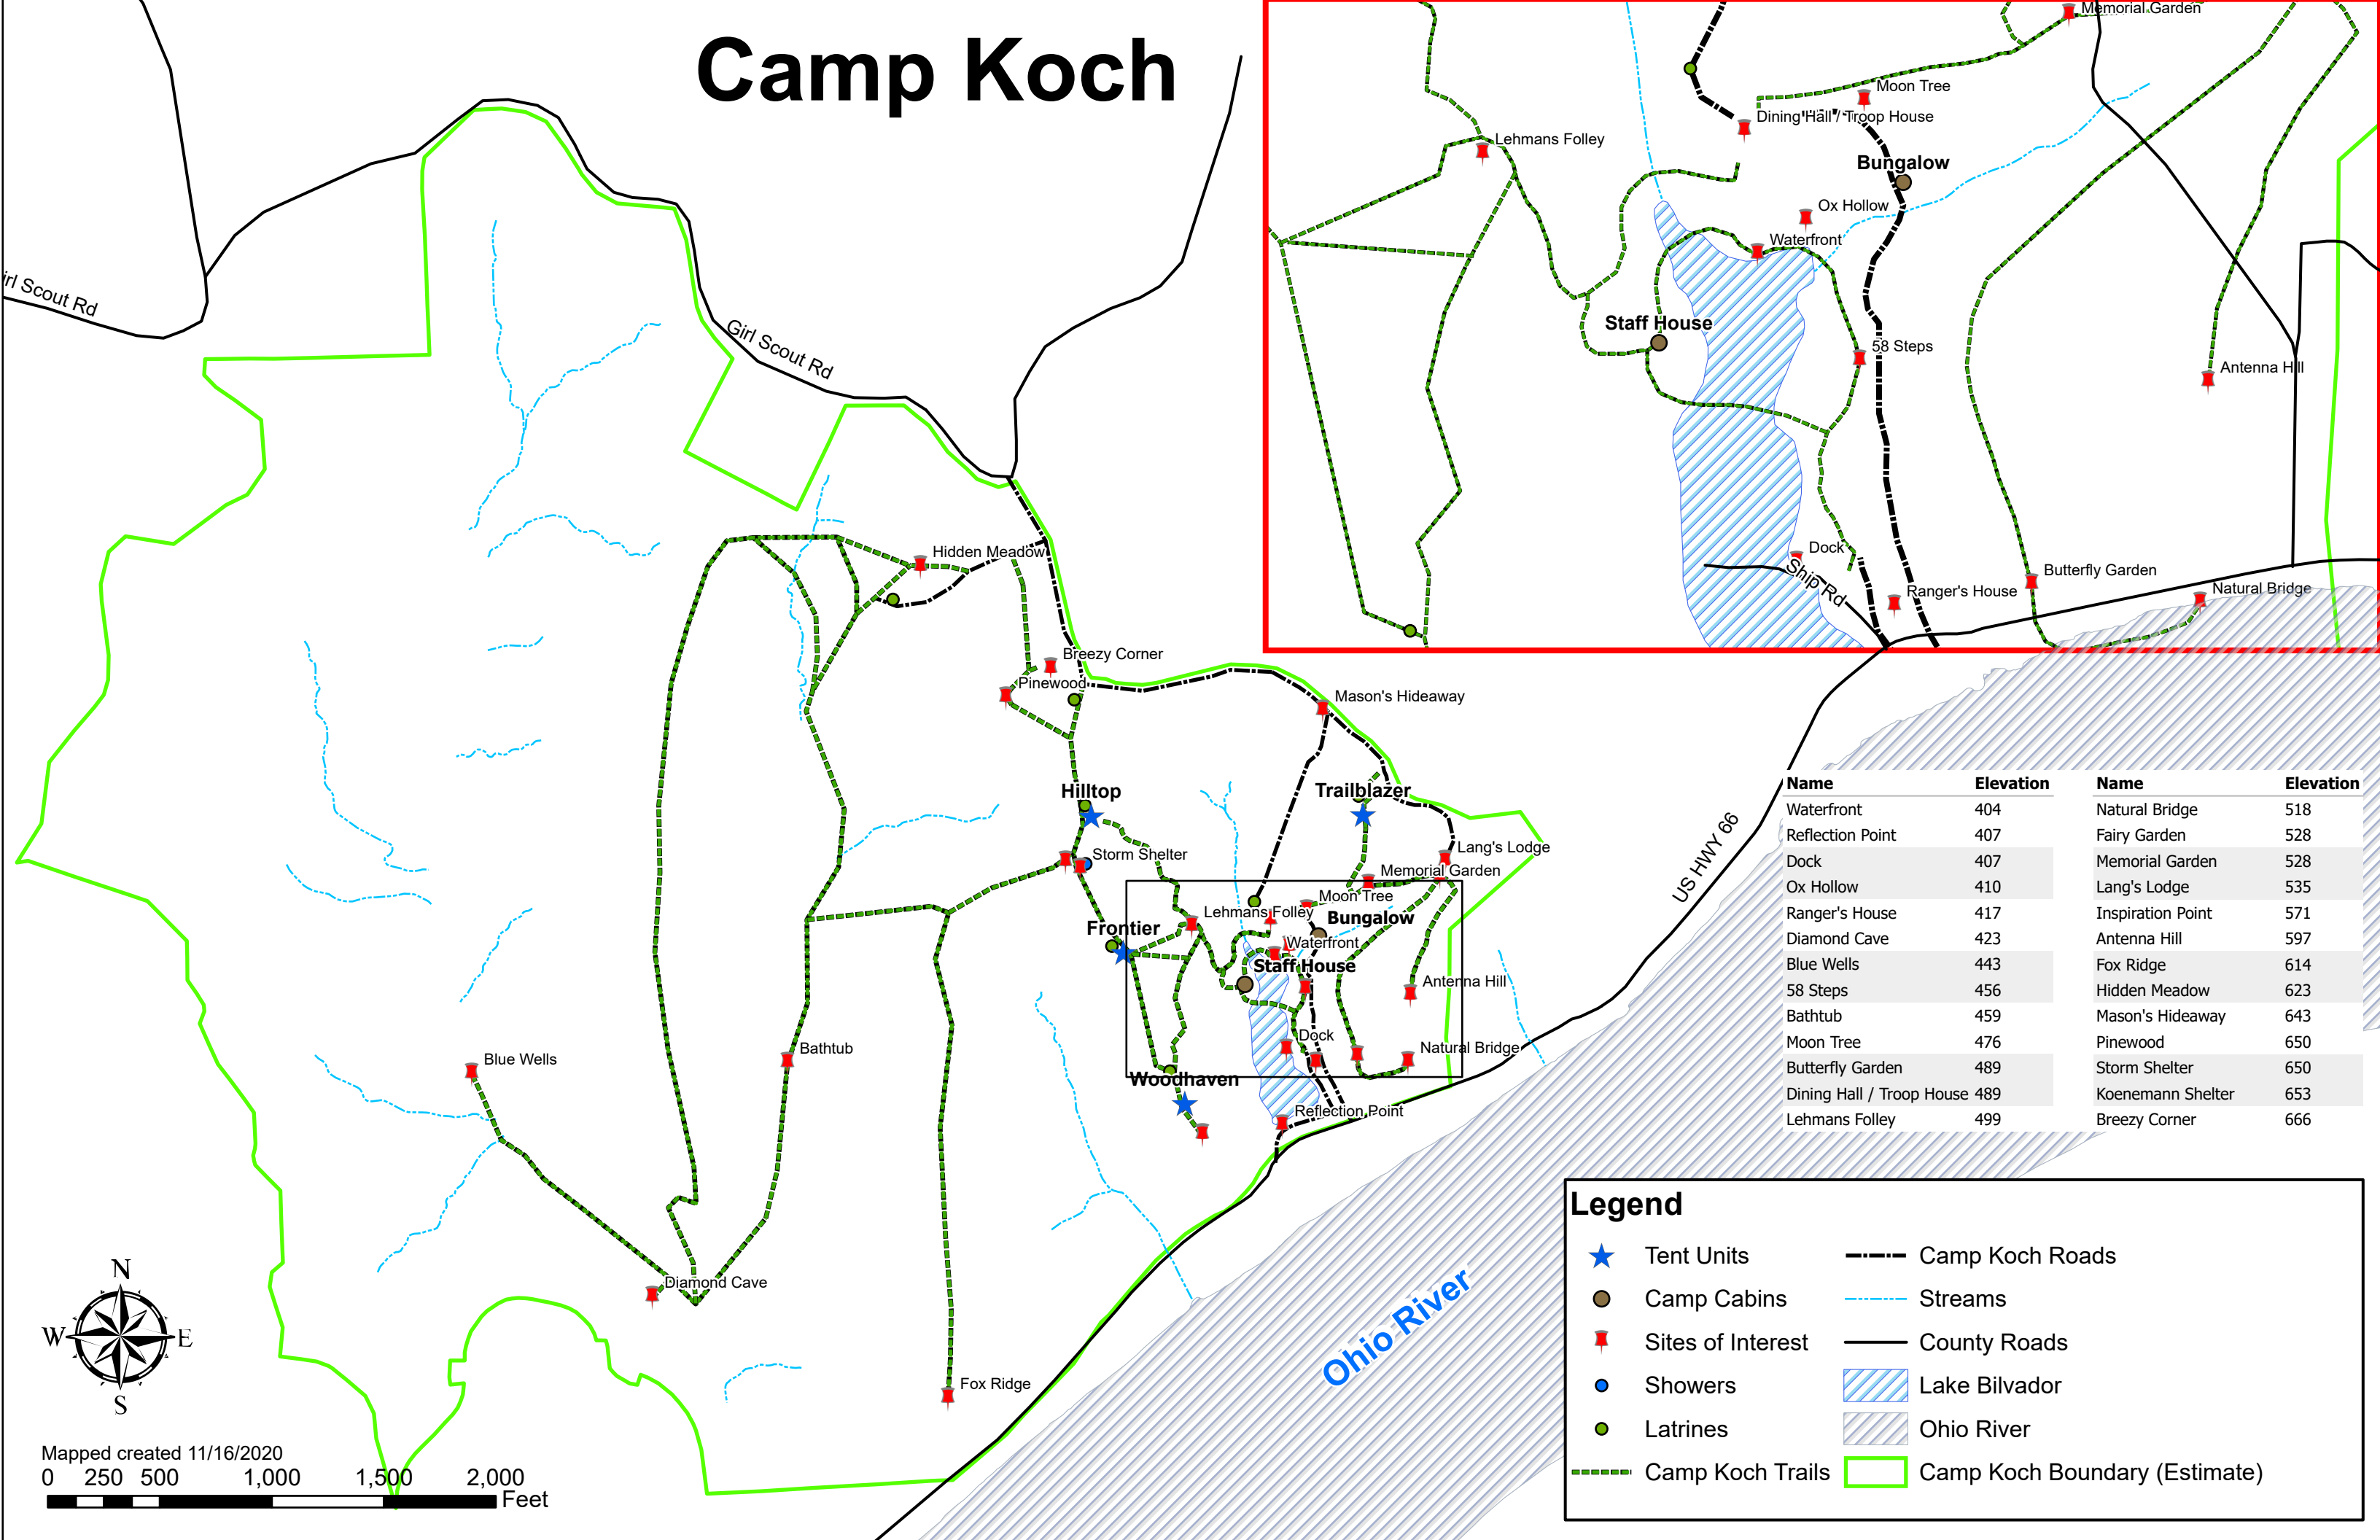 Camp Koch
irl Scout Rd
Girl Scout Rd
Memorial Garden
Moon Tree
Dining Hall / Troop House
Lehmans Folley
Bungalow
Ox Hollow
Waterfront
Staff House
58 Steps
Antenna Hill
Dock
Ship Rd
Butterfly Garden
Ranger's House
Natural Bridge
Hidden Meadow
Breezy Corner
Pinewood
Mason's Hideaway
Hilltop
Trailblazer
Storm Shelter
Lang's Lodge
Memorial Garden
Moon Tree
Lehmans Folley
Bungalow
Frontier
Waterfront
Staff House
Antenna Hill
Dock
Natural Bridge
Woodhaven
Reflection Point
Blue Wells
Bathtub
Diamond Cave
Fox Ridge
US HWY 66
Ohio River
Name Elevation Name Elevation
Waterfront 404 Natural Bridge 518
Reflection Point 407 Fairy Garden 528
Dock 407 Memorial Garden 528
Ox Hollow 410 Lang's Lodge 535
Ranger's House 417 Inspiration Point 571
Diamond Cave 423 Antenna Hill 597
Blue Wells 443 Fox Ridge 614
58 Steps 456 Hidden Meadow 623
Bathtub 459 Mason's Hideaway 643
Moon Tree 476 Pinewood 650
Butterfly Garden 489 Storm Shelter 650
Dining Hall / Troop House 489 Koenemann Shelter 653
Lehmans Folley 499 Breezy Corner 666
Legend
Tent Units Camp Koch Roads
Camp Cabins Streams
Sites of Interest County Roads
Showers Lake Bilvador
Latrines Ohio River
Camp Koch Trails Camp Koch Boundary (Estimate)
N
W E
S
Mapped created 11/16/2020
0 250 500 1,000 1,500 2,000
Feet